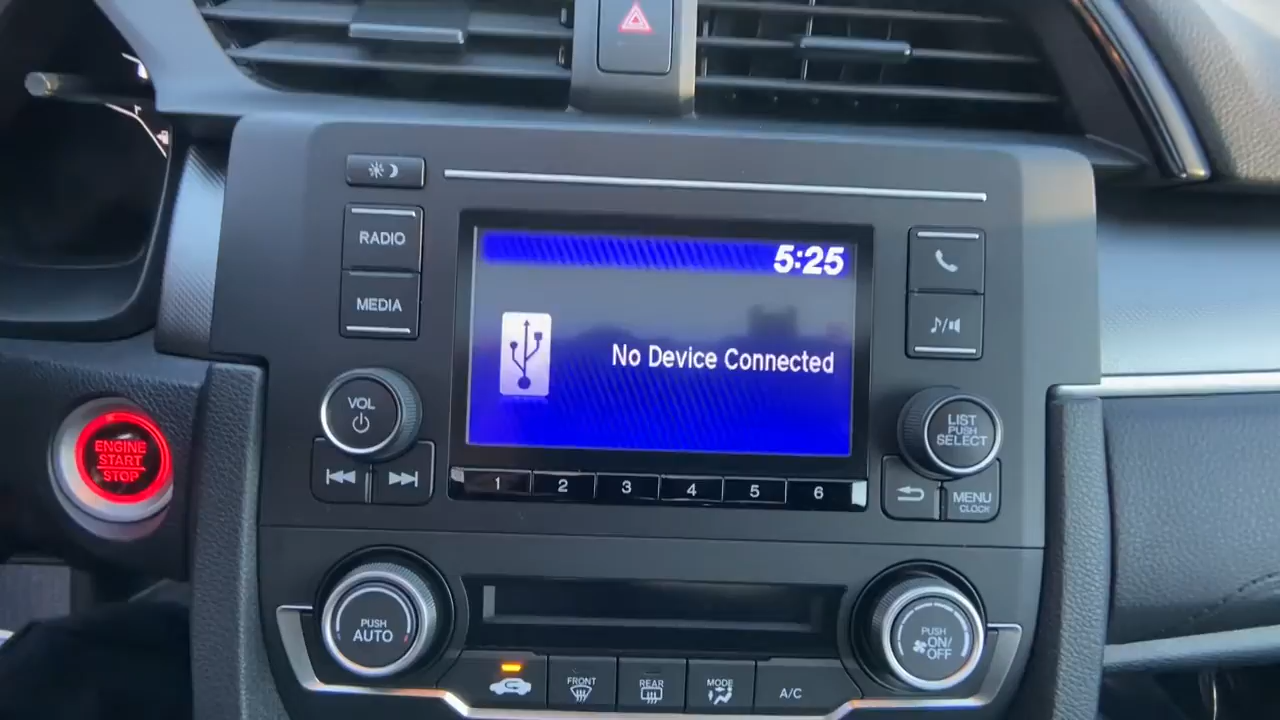 RADIO
MEDIA
5:25
No Device Connected
VOL
LIST
PUSH
SELECT
ENGINE
START
STOP
1 2 3 4 5 6
MENU
CLOCK
PUSH
AUTO
PUSH
ON/
OFF
FRONT
REAR
MODE
A/C